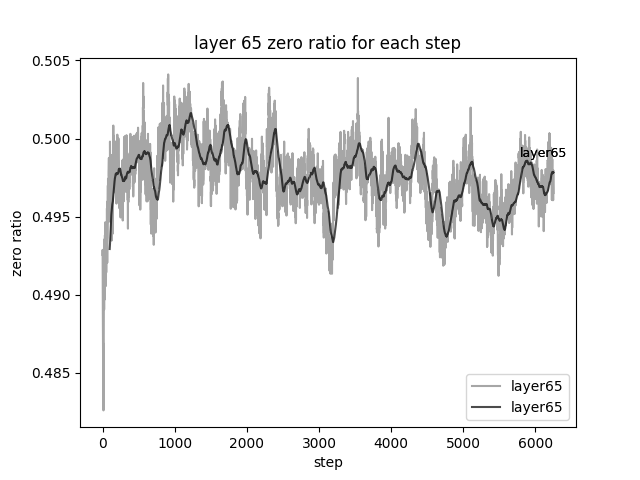 layer 65 zero ratio for each step
0.505
0.500
0.495
0.490
0.485
zero ratio
layer65
layer65
layer65
0 1000 2000 3000 4000 5000 6000
step